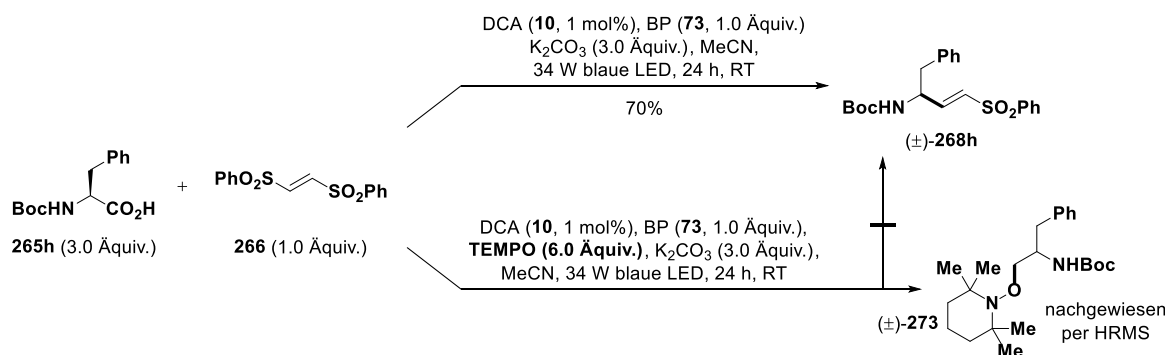 DCA (10, 1 mol%), BP (73, 1.0 Äquiv.)
K₂CO₃ (3.0 Äquiv.), MeCN,
34 W blaue LED, 24 h, RT
70%
Ph
BocHN
SO₂Ph
(±)-268h
Ph
BocHN
CO₂H
265h (3.0 Äquiv.)
+
PhO₂S
SO₂Ph
266 (1.0 Äquiv.)
DCA (10, 1 mol%), BP (73, 1.0 Äquiv.),
TEMPO (6.0 Äquiv.), K₂CO₃ (3.0 Äquiv.),
MeCN, 34 W blaue LED, 24 h, RT
Ph
NHBoc
O
N
Me
Me
Me
Me
(±)-273
nachgewiesen
per HRMS